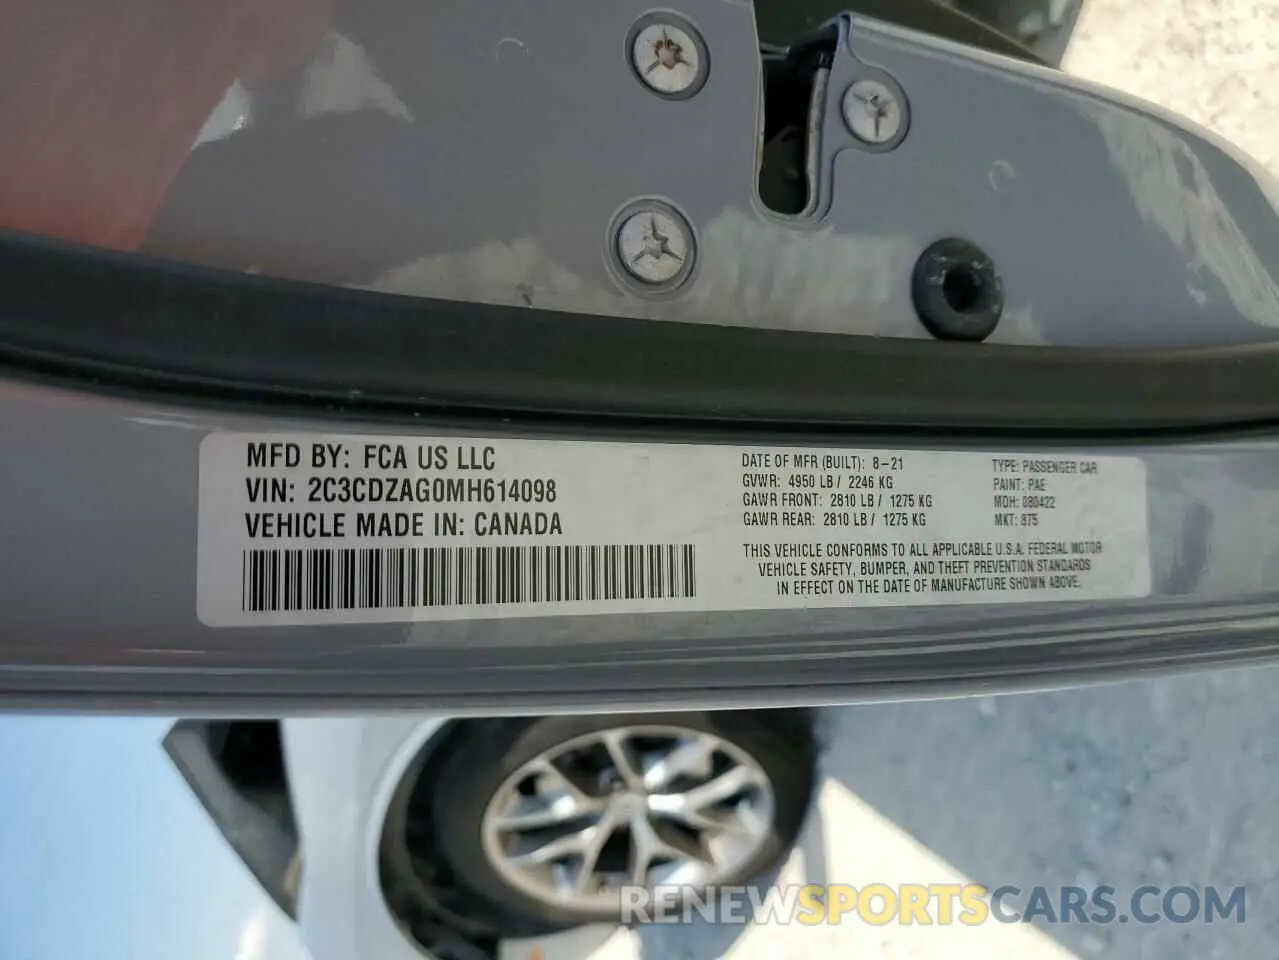 MFD BY: FCA US LLC
VIN: 2C3CDZAG0MH614098
VEHICLE MADE IN: CANADA
DATE OF MFR (BUILT): 8-21
GVWR: 4950 LB / 2246 KG
GAWR FRONT: 2810 LB / 1275 KG
GAWR REAR: 2810 LB / 1275 KG
TYPE: PASSENGER CAR
PAINT: PAE
MDH: 080422
MKT: 875
THIS VEHICLE CONFORMS TO ALL APPLICABLE U.S.A. FEDERAL MOTOR
VEHICLE SAFETY, BUMPER, AND THEFT PREVENTION STANDARDS
IN EFFECT ON THE DATE OF MANUFACTURE SHOWN ABOVE.
RENEWSPORTSCARS.COM